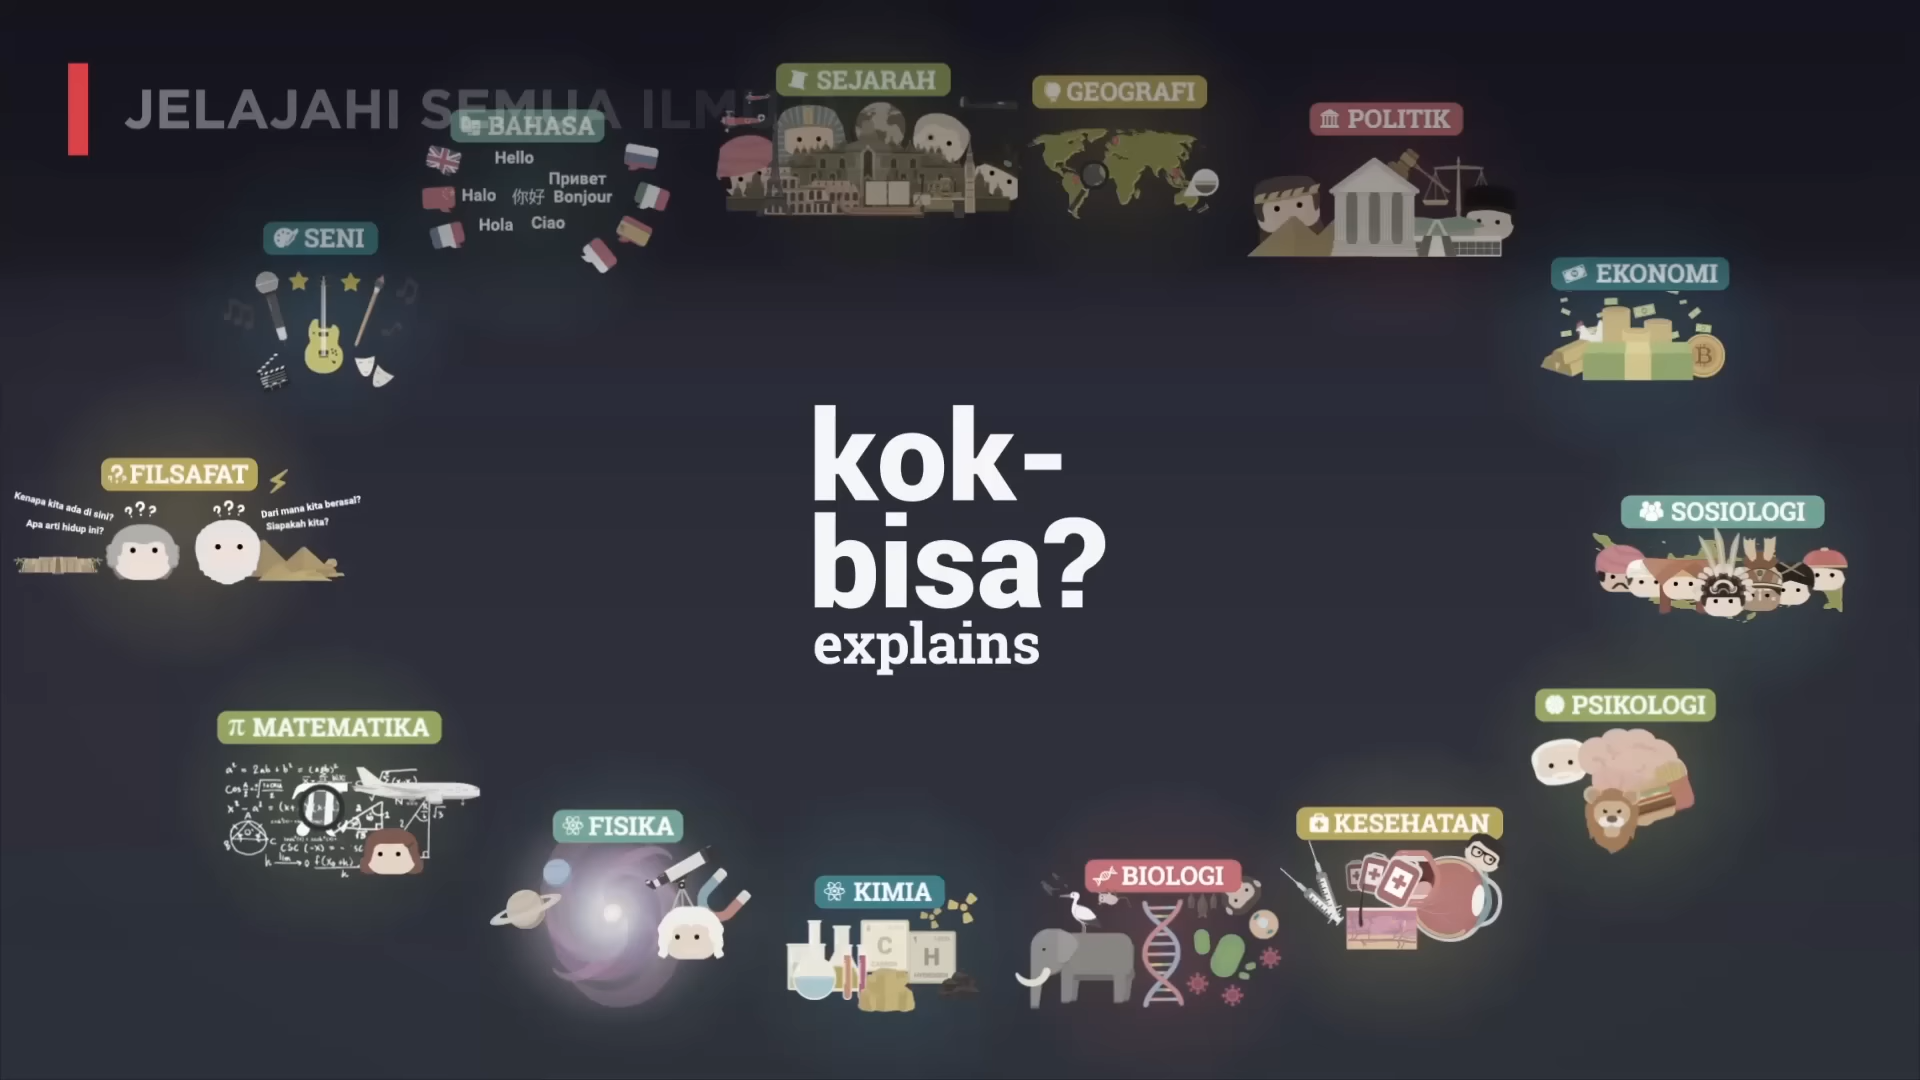 JELAJAHI SEMUA ILMU
SEJARAH
GEOGRAFI
POLITIK
BAHASA
Hello
Привет
Halo 你好 Bonjour
Hola Ciao
SENI
EKONOMI
kok-
bisa?
explains
FILSAFAT
Kenapa kita ada di sini?
Apa arti hidup ini?
???
???
Dari mana kita berasal?
Siapakah kita?
SOSIOLOGI
PSIKOLOGI
π MATEMATIKA
FISIKA
KIMIA
C
H
BIOLOGI
KESEHATAN